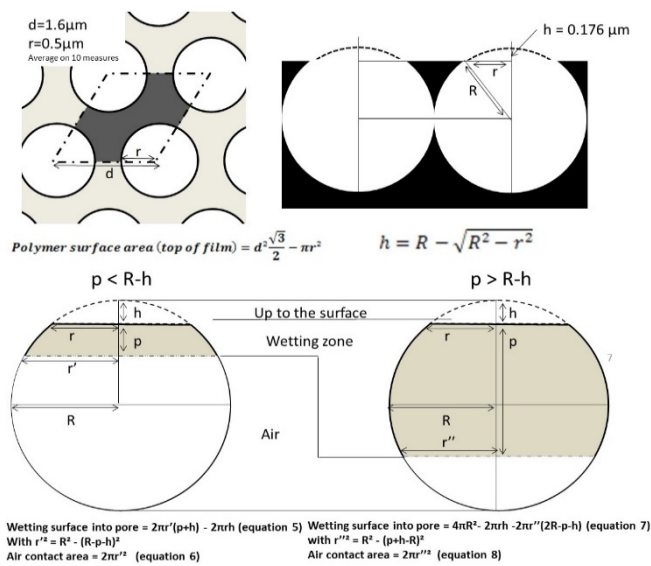 d=1.6µm
r=0.5µm
Average on 10 measures
r
d
h = 0.176 µm
r
R
Polymer surface area (top of film) = d²√3/2 − πr²
h = R − √(R² − r²)
p < R-h
p > R-h
h
Up to the surface
h
r
p
Wetting zone
r
p
r'
7
R
Air
R
r''
Wetting surface into pore = 2πr'(p+h) - 2πrh (equation 5)
With r'² = R² - (R-p-h)²
Air contact area = 2πr'² (equation 6)
Wetting surface into pore = 4πR²- 2πrh -2πr''(2R-p-h) (equation 7)
with r''² = R² - (p+h-R)²
Air contact area = 2πr''² (equation 8)